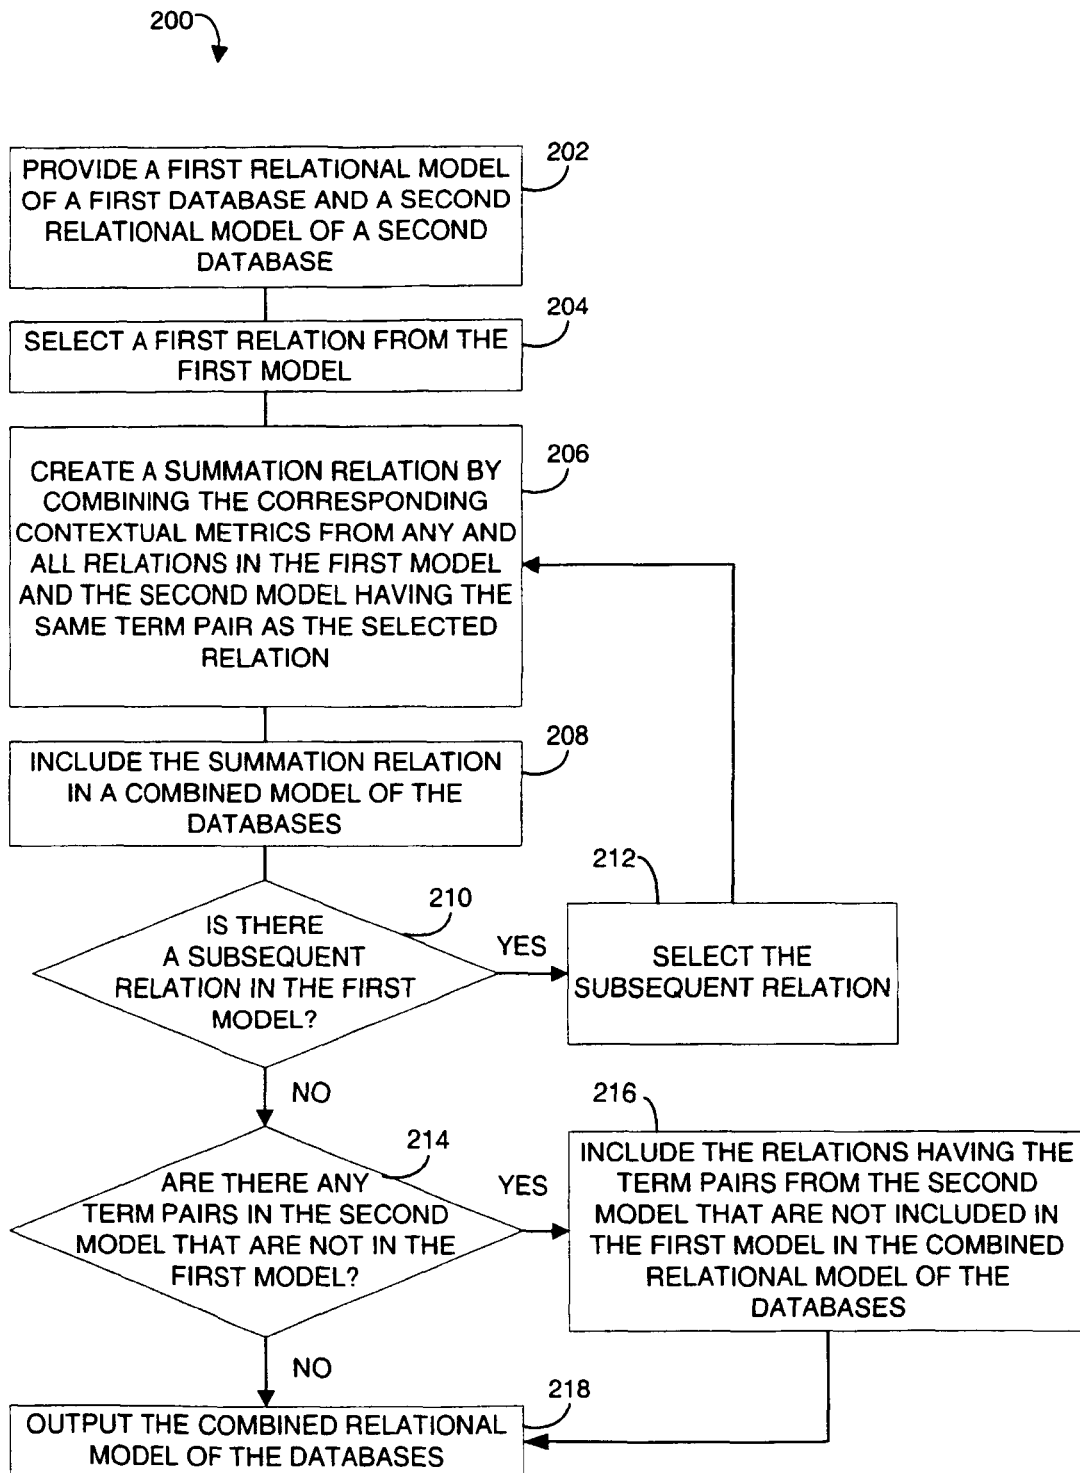 200
PROVIDE A FIRST RELATIONAL MODEL
OF A FIRST DATABASE AND A SECOND
RELATIONAL MODEL OF A SECOND
DATABASE
202
SELECT A FIRST RELATION FROM THE
FIRST MODEL
204
CREATE A SUMMATION RELATION BY
COMBINING THE CORRESPONDING
CONTEXTUAL METRICS FROM ANY AND
ALL RELATIONS IN THE FIRST MODEL
AND THE SECOND MODEL HAVING THE
SAME TERM PAIR AS THE SELECTED
RELATION
206
INCLUDE THE SUMMATION RELATION
IN A COMBINED MODEL OF THE
DATABASES
208
IS THERE
A SUBSEQUENT
RELATION IN THE FIRST
MODEL?
210
YES
212
SELECT THE
SUBSEQUENT RELATION
NO
ARE THERE ANY
TERM PAIRS IN THE SECOND
MODEL THAT ARE NOT IN THE
FIRST MODEL?
214
YES
216
INCLUDE THE RELATIONS HAVING THE
TERM PAIRS FROM THE SECOND
MODEL THAT ARE NOT INCLUDED IN
THE FIRST MODEL IN THE COMBINED
RELATIONAL MODEL OF THE
DATABASES
NO
OUTPUT THE COMBINED RELATIONAL
MODEL OF THE DATABASES
218